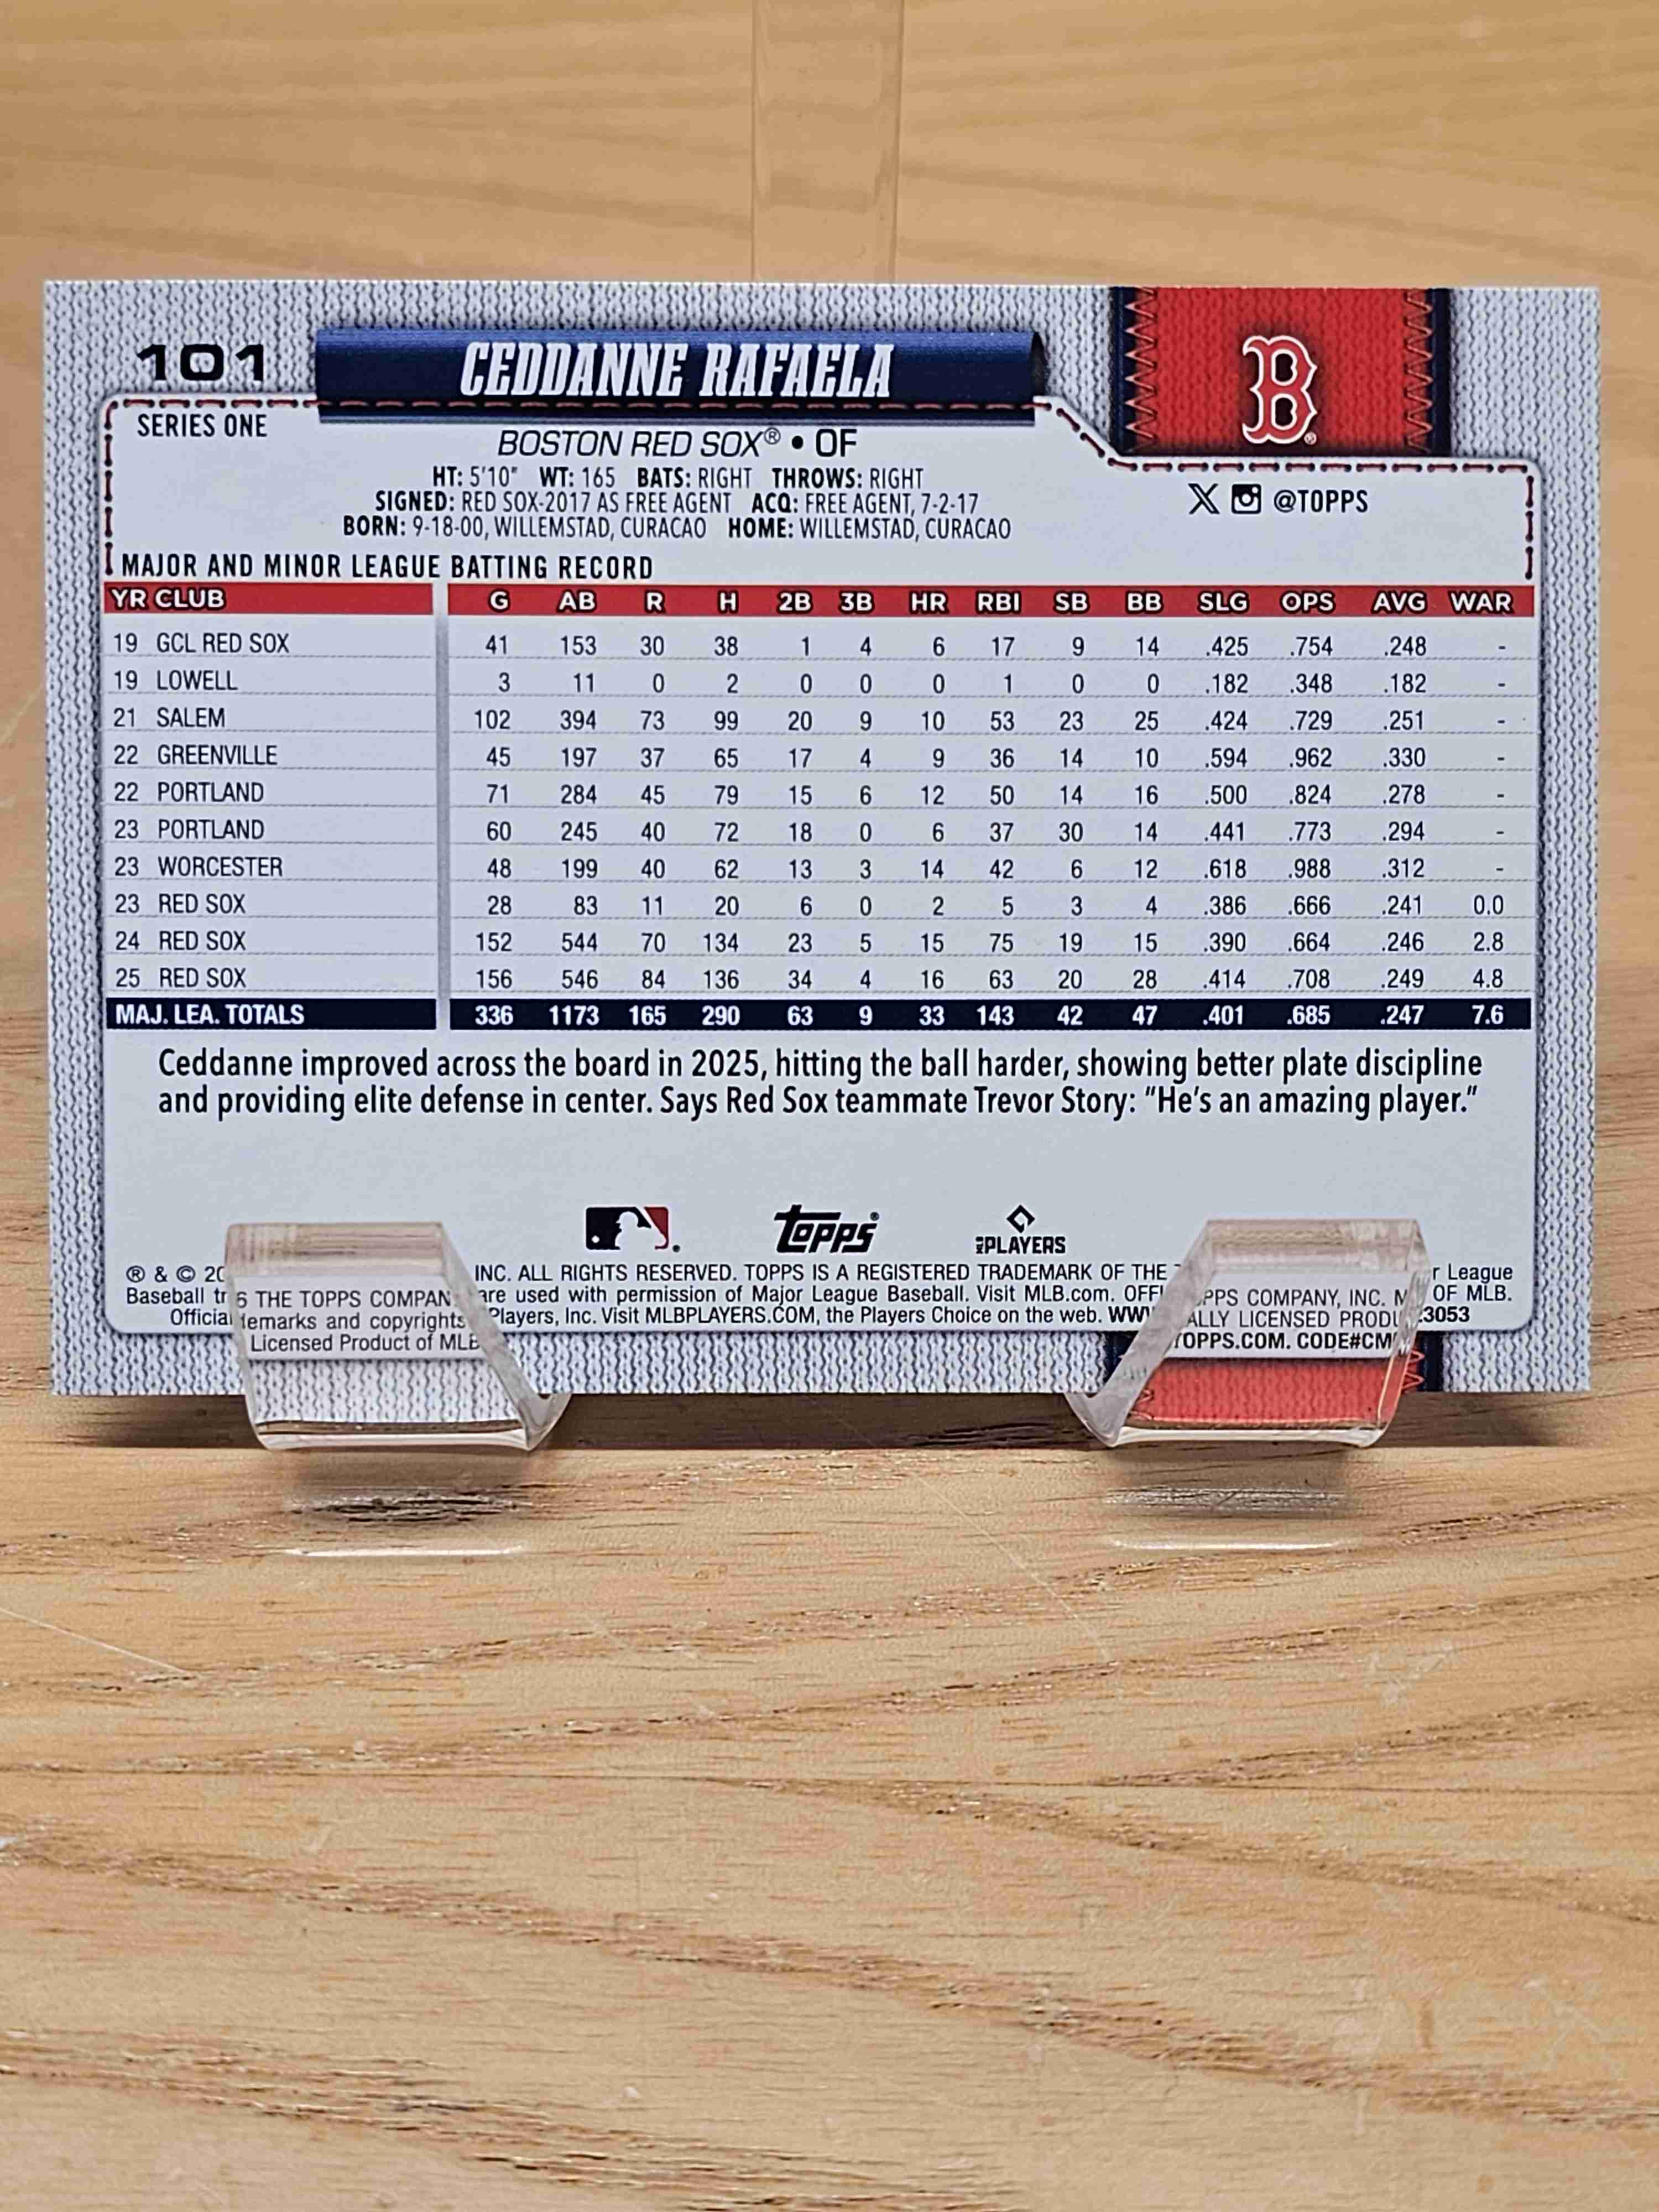 101
CEDDANNE RAFAELA
B
SERIES ONE
BOSTON RED SOX® • OF
HT: 5'10" WT: 165 BATS: RIGHT THROWS: RIGHT
SIGNED: RED SOX-2017 AS FREE AGENT ACQ: FREE AGENT, 7-2-17
BORN: 9-18-00, WILLEMSTAD, CURACAO HOME: WILLEMSTAD, CURACAO
@TOPPS
MAJOR AND MINOR LEAGUE BATTING RECORD
YR CLUB G AB R H 2B 3B HR RBI SB BB SLG OPS AVG WAR
19 GCL RED SOX 41 153 30 38 1 4 6 17 9 14 .425 .754 .248 -
19 LOWELL 3 11 0 2 0 0 0 1 0 0 .182 .348 .182 -
21 SALEM 102 394 73 99 20 9 10 53 23 25 .424 .729 .251 -
22 GREENVILLE 45 197 37 65 17 4 9 36 14 10 .594 .962 .330 -
22 PORTLAND 71 284 45 79 15 6 12 50 14 16 .500 .824 .278 -
23 PORTLAND 60 245 40 72 18 0 6 37 30 14 .441 .773 .294 -
23 WORCESTER 48 199 40 62 13 3 14 42 6 12 .618 .988 .312 -
23 RED SOX 28 83 11 20 6 0 2 5 3 4 .386 .666 .241 0.0
24 RED SOX 152 544 70 134 23 5 15 75 19 15 .390 .664 .246 2.8
25 RED SOX 156 546 84 136 34 4 16 63 20 28 .414 .708 .249 4.8
MAJ. LEA. TOTALS 336 1173 165 290 63 9 33 143 42 47 .401 .685 .247 7.6
Ceddanne improved across the board in 2025, hitting the ball harder, showing better plate discipline
and providing elite defense in center. Says Red Sox teammate Trevor Story: "He's an amazing player."
topps®
MLB PLAYERS
® & © 206 THE TOPPS COMPAN INC. ALL RIGHTS RESERVED. TOPPS IS A REGISTERED TRADEMARK OF THE TOPPS COMPANY, INC. M r League
Baseball trademarks and copyrights are used with permission of Major League Baseball. Visit MLB.com. OFFICIALLY LICENSED PRODU OF MLB.
Official Licensed Product of MLB Players, Inc. Visit MLBPLAYERS.COM, the Players Choice on the web. WWW.TOPPS.COM. CODE#CM 3053